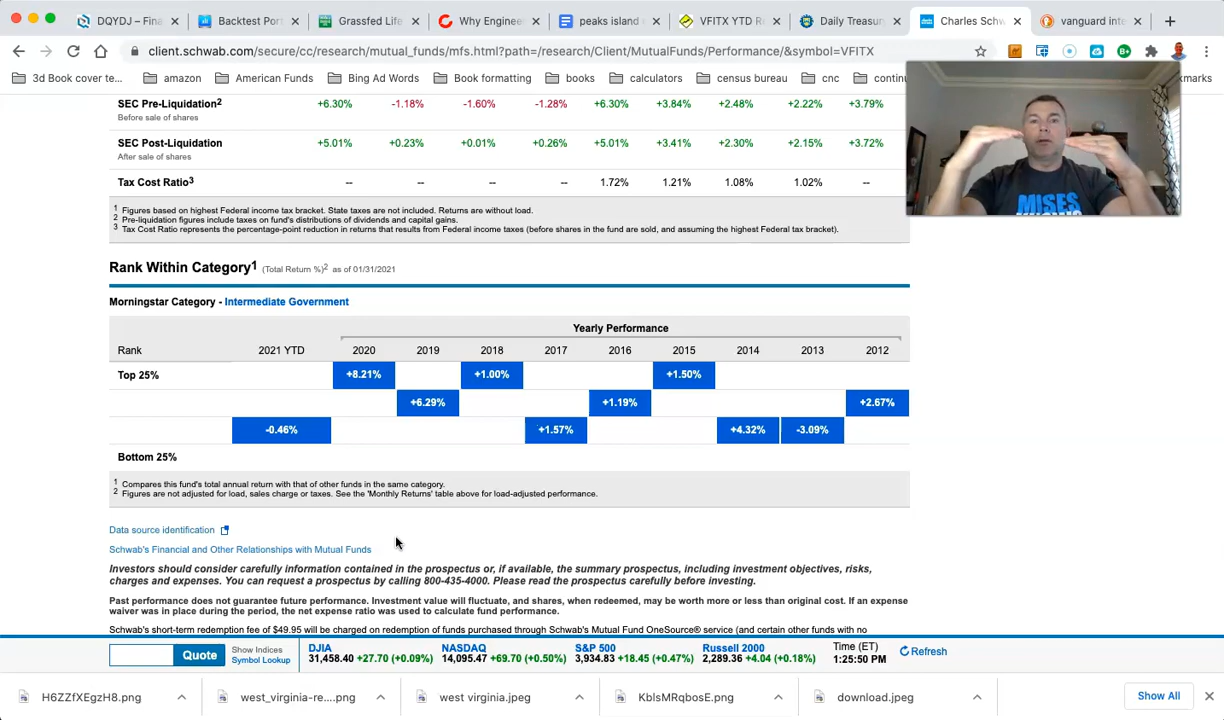 DQYDJ – Fina
Backtest Port
Grassfed Life
Why Enginee
peaks island
VFITX YTD Re
Daily Treasur
Charles Schw
vanguard inte
client.schwab.com/secure/cc/research/mutual_funds/mfs.html?path=/research/Client/MutualFunds/Performance/&symbol=VFITX
3d Book cover te... amazon American Funds Bing Ad Words Book formatting books calculators census bureau cnc
SEC Pre-Liquidation2 +6.30% -1.18% -1.60% -1.28% +6.30% +3.84% +2.48% +2.22% +3.79%
Before sale of shares
SEC Post-Liquidation +5.01% +0.23% +0.01% +0.26% +5.01% +3.41% +2.30% +2.15% +3.72%
After sale of shares
Tax Cost Ratio3 -- -- -- -- 1.72% 1.21% 1.08% 1.02% --
1 Figures based on highest Federal income tax bracket. State taxes are not included. Returns are without load.
2 Pre-liquidation figures include taxes on fund's distributions of dividends and capital gains.
3 Tax Cost Ratio represents the percentage-point reduction in returns that results from Federal income taxes (before shares in the fund are sold, and assuming the highest Federal tax bracket).
Rank Within Category1 (Total Return %)2 as of 01/31/2021
Morningstar Category - Intermediate Government
Yearly Performance
Rank 2021 YTD 2020 2019 2018 2017 2016 2015 2014 2013 2012
Top 25% +8.21% +1.00% +1.50%
+6.29% +1.19% +2.67%
-0.46% +1.57% +4.32% -3.09%
Bottom 25%
1 Compares this fund's total annual return with that of other funds in the same category.
2 Figures are not adjusted for load, sales charge or taxes. See the 'Monthly Returns' table above for load-adjusted performance.
Data source identification
Schwab's Financial and Other Relationships with Mutual Funds
Investors should consider carefully information contained in the prospectus or, if available, the summary prospectus, including investment objectives, risks,
charges and expenses. You can request a prospectus by calling 800-435-4000. Please read the prospectus carefully before investing.
Past performance does not guarantee future performance. Investment value will fluctuate, and shares, when redeemed, may be worth more or less than original cost. If an expense
waiver was in place during the period, the net expense ratio was used to calculate fund performance.
Schwab's short-term redemption fee of $49.95 will be charged on redemption of funds purchased through Schwab's Mutual Fund OneSource® service (and certain other funds with no
Quote
Show Indices
Symbol Lookup
DJIA
31,458.40 +27.70 (+0.09%)
NASDAQ
14,095.47 +69.70 (+0.50%)
S&P 500
3,934.83 +18.45 (+0.47%)
Russell 2000
2,289.36 +4.04 (+0.18%)
Time (ET)
1:25:50 PM
Refresh
H6ZZfXEgzH8.png
west_virginia-re....png
west virginia.jpeg
KblsMRqbosE.png
download.jpeg
Show All
MISES